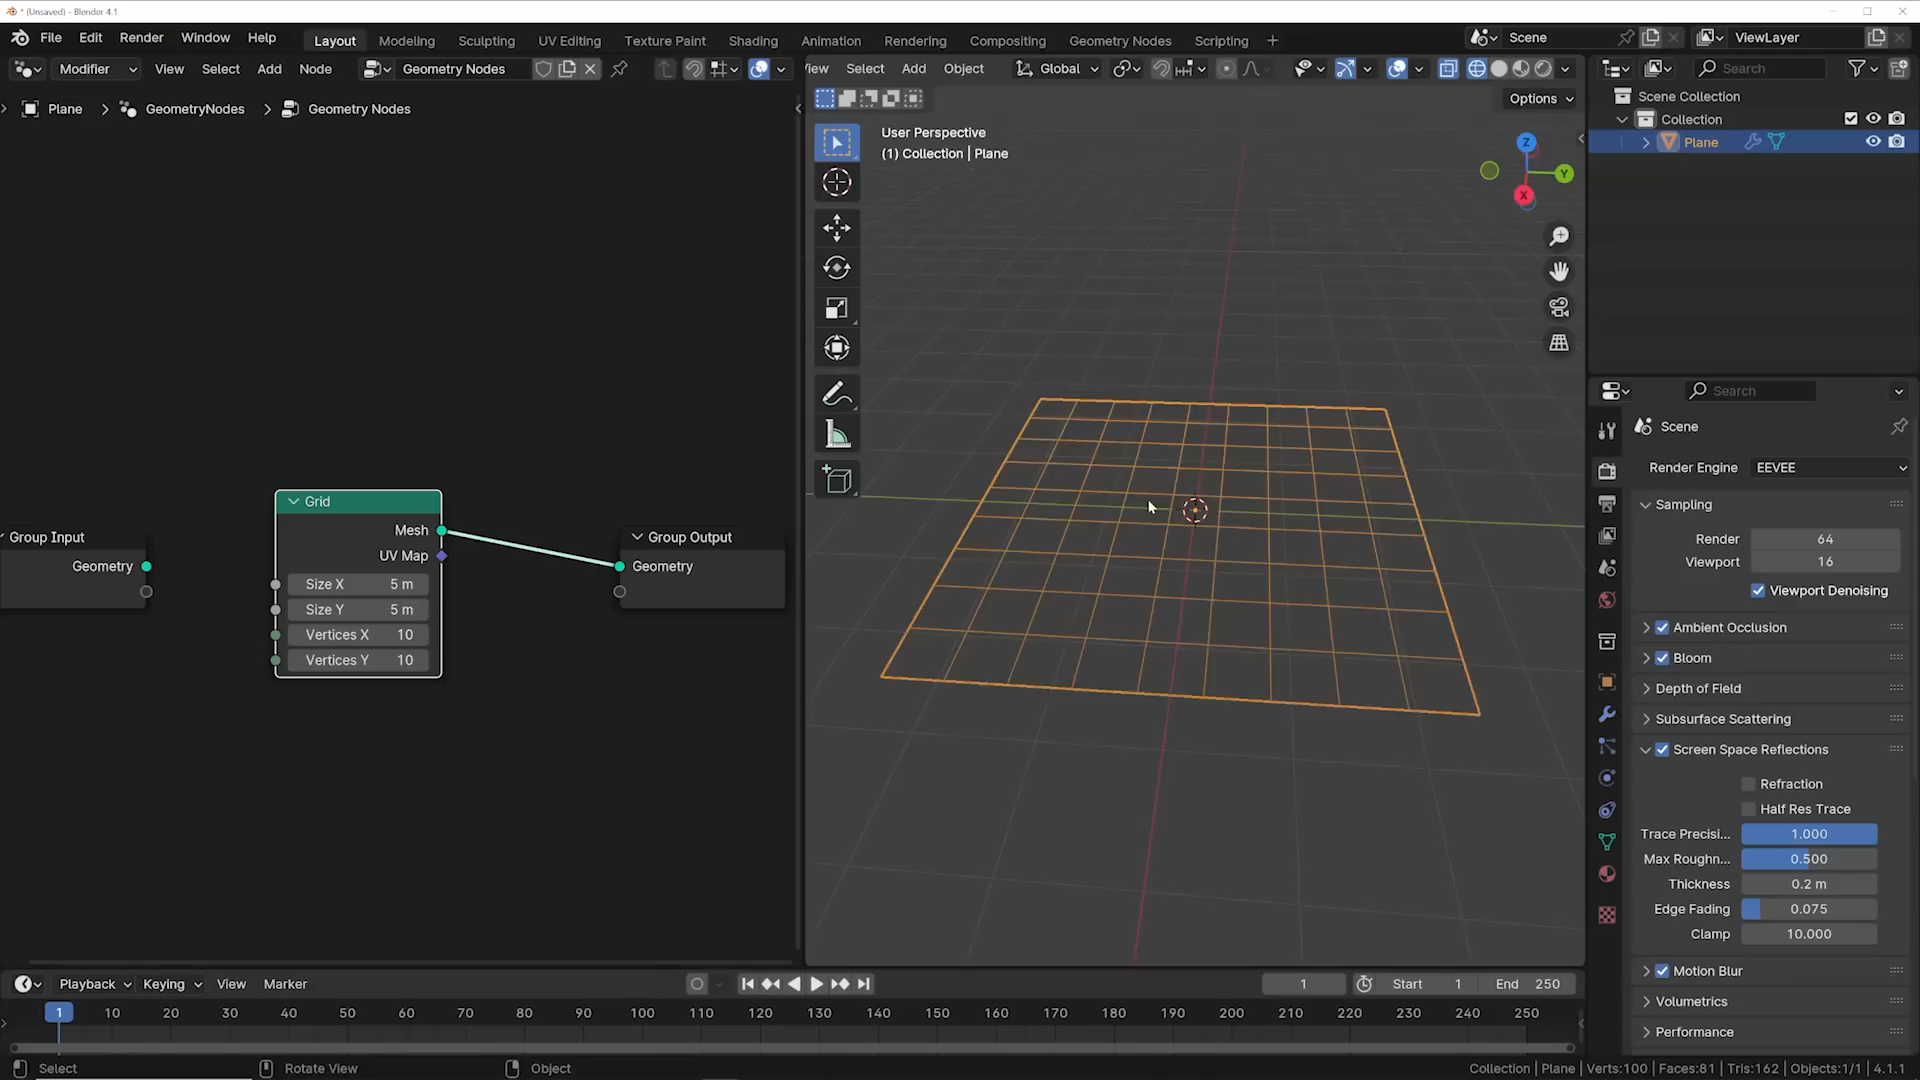 * (Unsaved) - Blender 4.1
File Edit Render Window Help
Layout Modeling Sculpting UV Editing Texture Paint Shading Animation Rendering Compositing Geometry Nodes Scripting +
Scene
ViewLayer
Modifier View Select Add Node Geometry Nodes
iew Select Add Object Global
Search
Plane > GeometryNodes > Geometry Nodes
Options
User Perspective
(1) Collection | Plane
Z
Y
X
Scene Collection
Collection
Plane
Search
Scene
Render Engine EEVEE
Sampling
Render 64
Viewport 16
Viewport Denoising
Ambient Occlusion
Bloom
Depth of Field
Subsurface Scattering
Screen Space Reflections
Refraction
Half Res Trace
Trace Precisi... 1.000
Max Roughn... 0.500
Thickness 0.2 m
Edge Fading 0.075
Clamp 10.000
Motion Blur
Volumetrics
Performance
Group Input
Geometry
Grid
Mesh
UV Map
Size X 5 m
Size Y 5 m
Vertices X 10
Vertices Y 10
Group Output
Geometry
Playback Keying View Marker
1
Start 1
End 250
1 10 20 30 40 50 60 70 80 90 100 110 120 130 140 150 160 170 180 190 200 210 220 230 240 250
Select
Rotate View
Object
Collection | Plane | Verts:100 | Faces:81 | Tris:162 | Objects:1/1 | 4.1.1